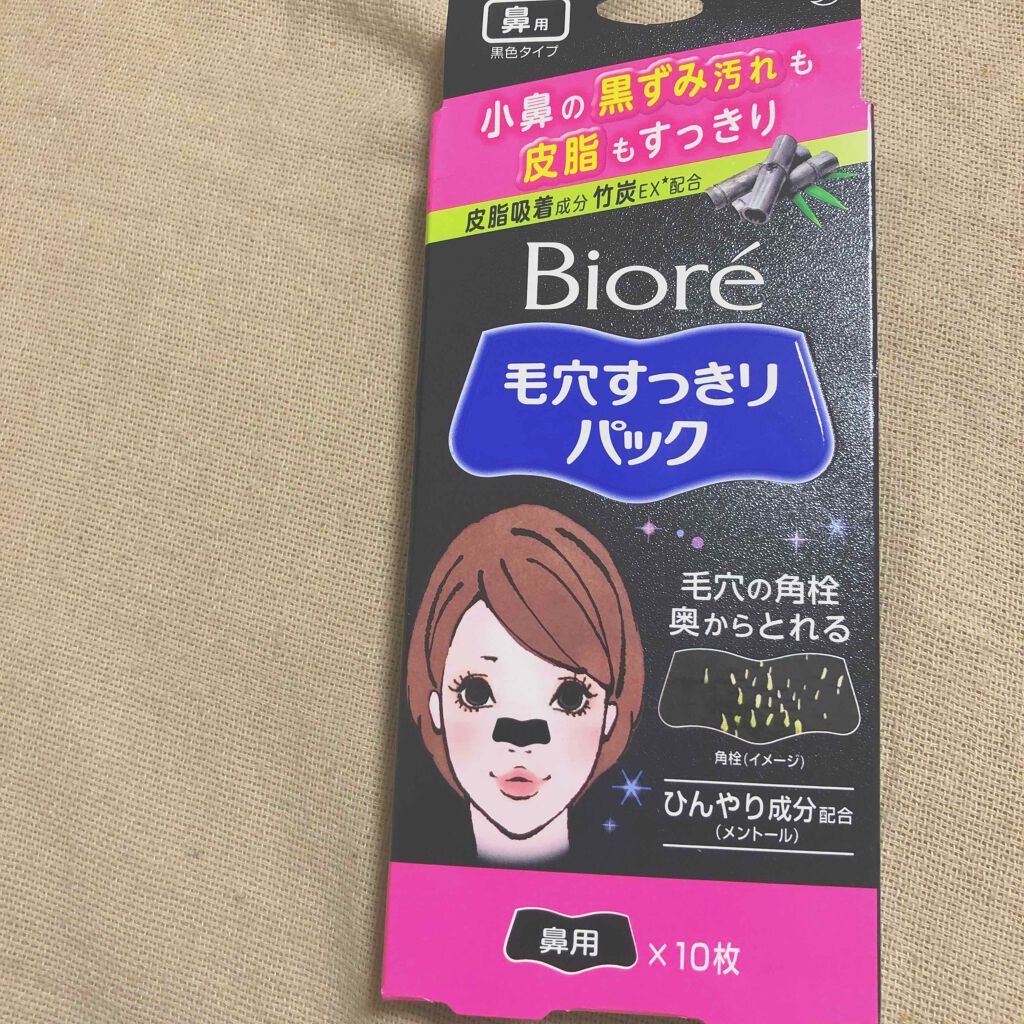 鼻用
黒色タイプ
小鼻の黒ずみ汚れも
皮脂もすっきり
皮脂吸着成分竹炭EX★配合
Bioré
毛穴すっきり
パック
毛穴の角栓
奥からとれる
角栓(イメージ)
ひんやり成分配合
(メントール)
鼻用 ×10枚